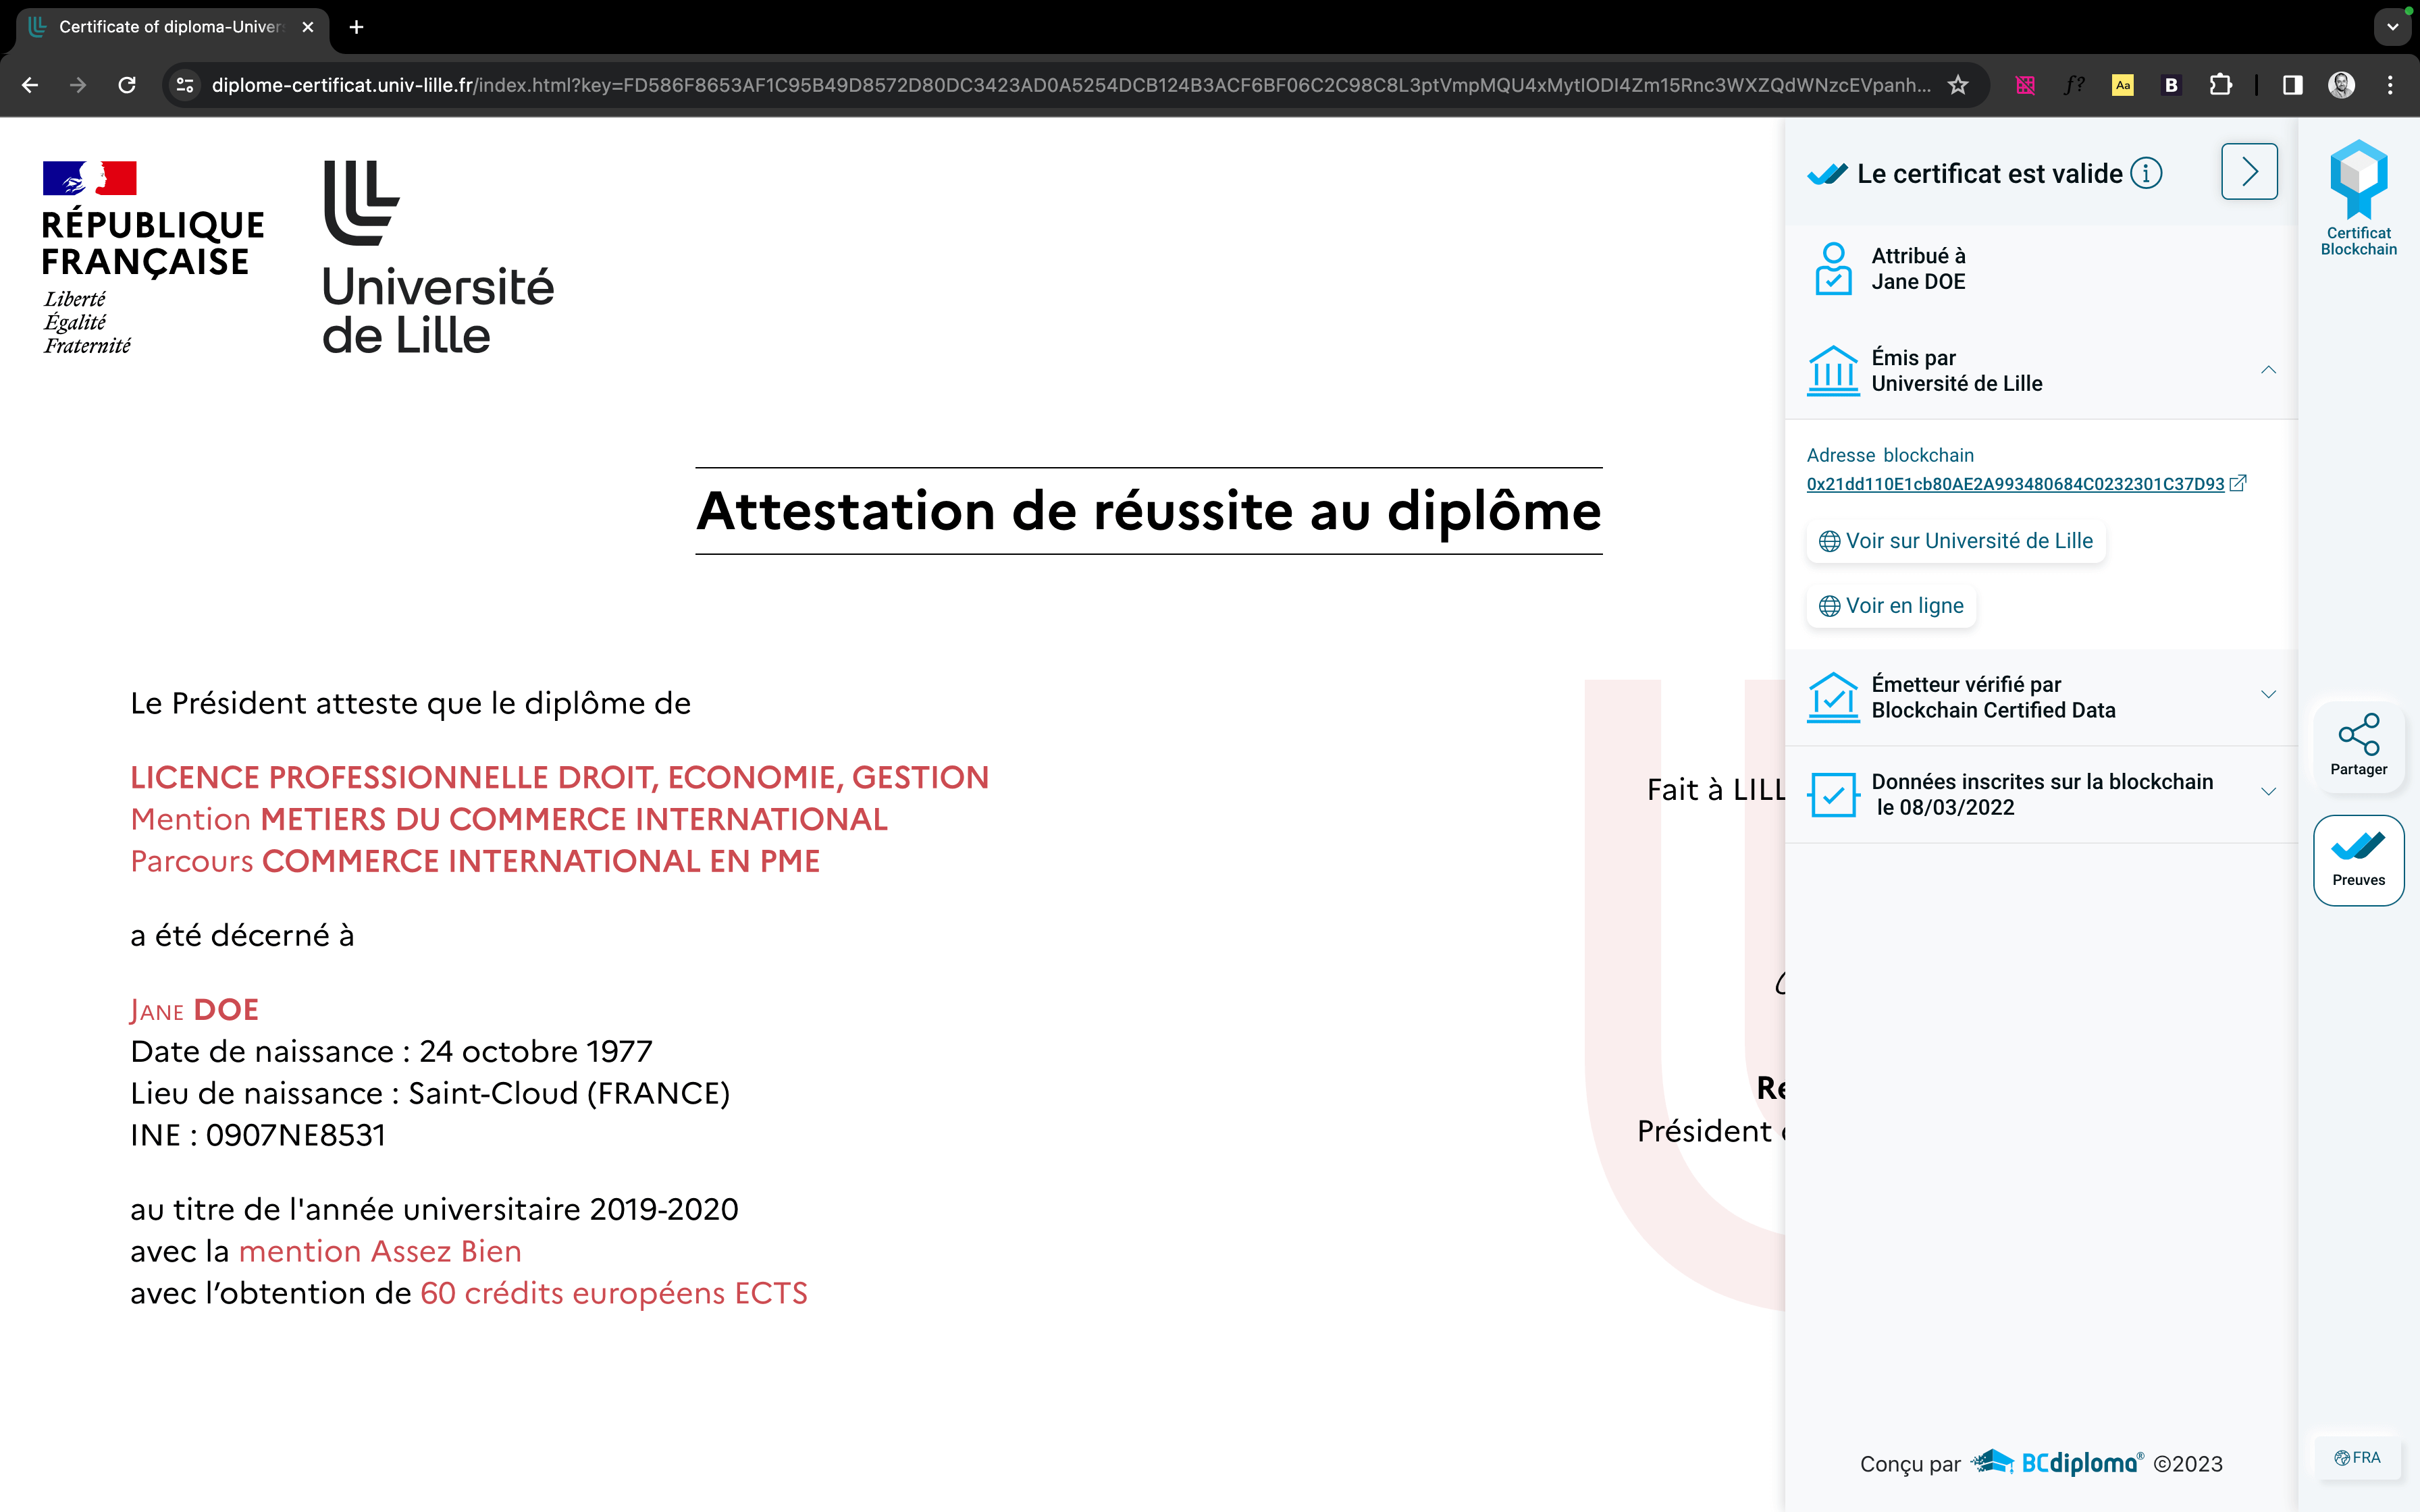 Certificate of diploma-Univer
diplome-certificat.univ-lille.fr/index.html?key=FD586F8653AF1C95B49D8572D80DC3423AD0A5254DCB124B3ACF6BF06C2C98C8L3ptVmpMQU4xMytIODI4Zm15Rnc3WXZQdWNzcEVpanh...
f?
Aa
B
RÉPUBLIQUE
FRANÇAISE
Liberté
Égalité
Fraternité
Université
de Lille
Attestation de réussite au diplôme
Le Président atteste que le diplôme de
LICENCE PROFESSIONNELLE DROIT, ECONOMIE, GESTION
Mention METIERS DU COMMERCE INTERNATIONAL
Parcours COMMERCE INTERNATIONAL EN PME
a été décerné à
Jane DOE
Date de naissance : 24 octobre 1977
Lieu de naissance : Saint-Cloud (FRANCE)
INE : 0907NE8531
au titre de l'année universitaire 2019-2020
avec la mention Assez Bien
avec l’obtention de 60 crédits européens ECTS
Fait à LILL
Re
Président
Le certificat est valide
Attribué à
Jane DOE
Émis par
Université de Lille
Adresse blockchain
0x21dd110E1cb80AE2A993480684C0232301C37D93
Voir sur Université de Lille
Voir en ligne
Émetteur vérifié par
Blockchain Certified Data
Données inscrites sur la blockchain
le 08/03/2022
Conçu par BCdiploma® ©2023
Certificat
Blockchain
Partager
Preuves
FRA